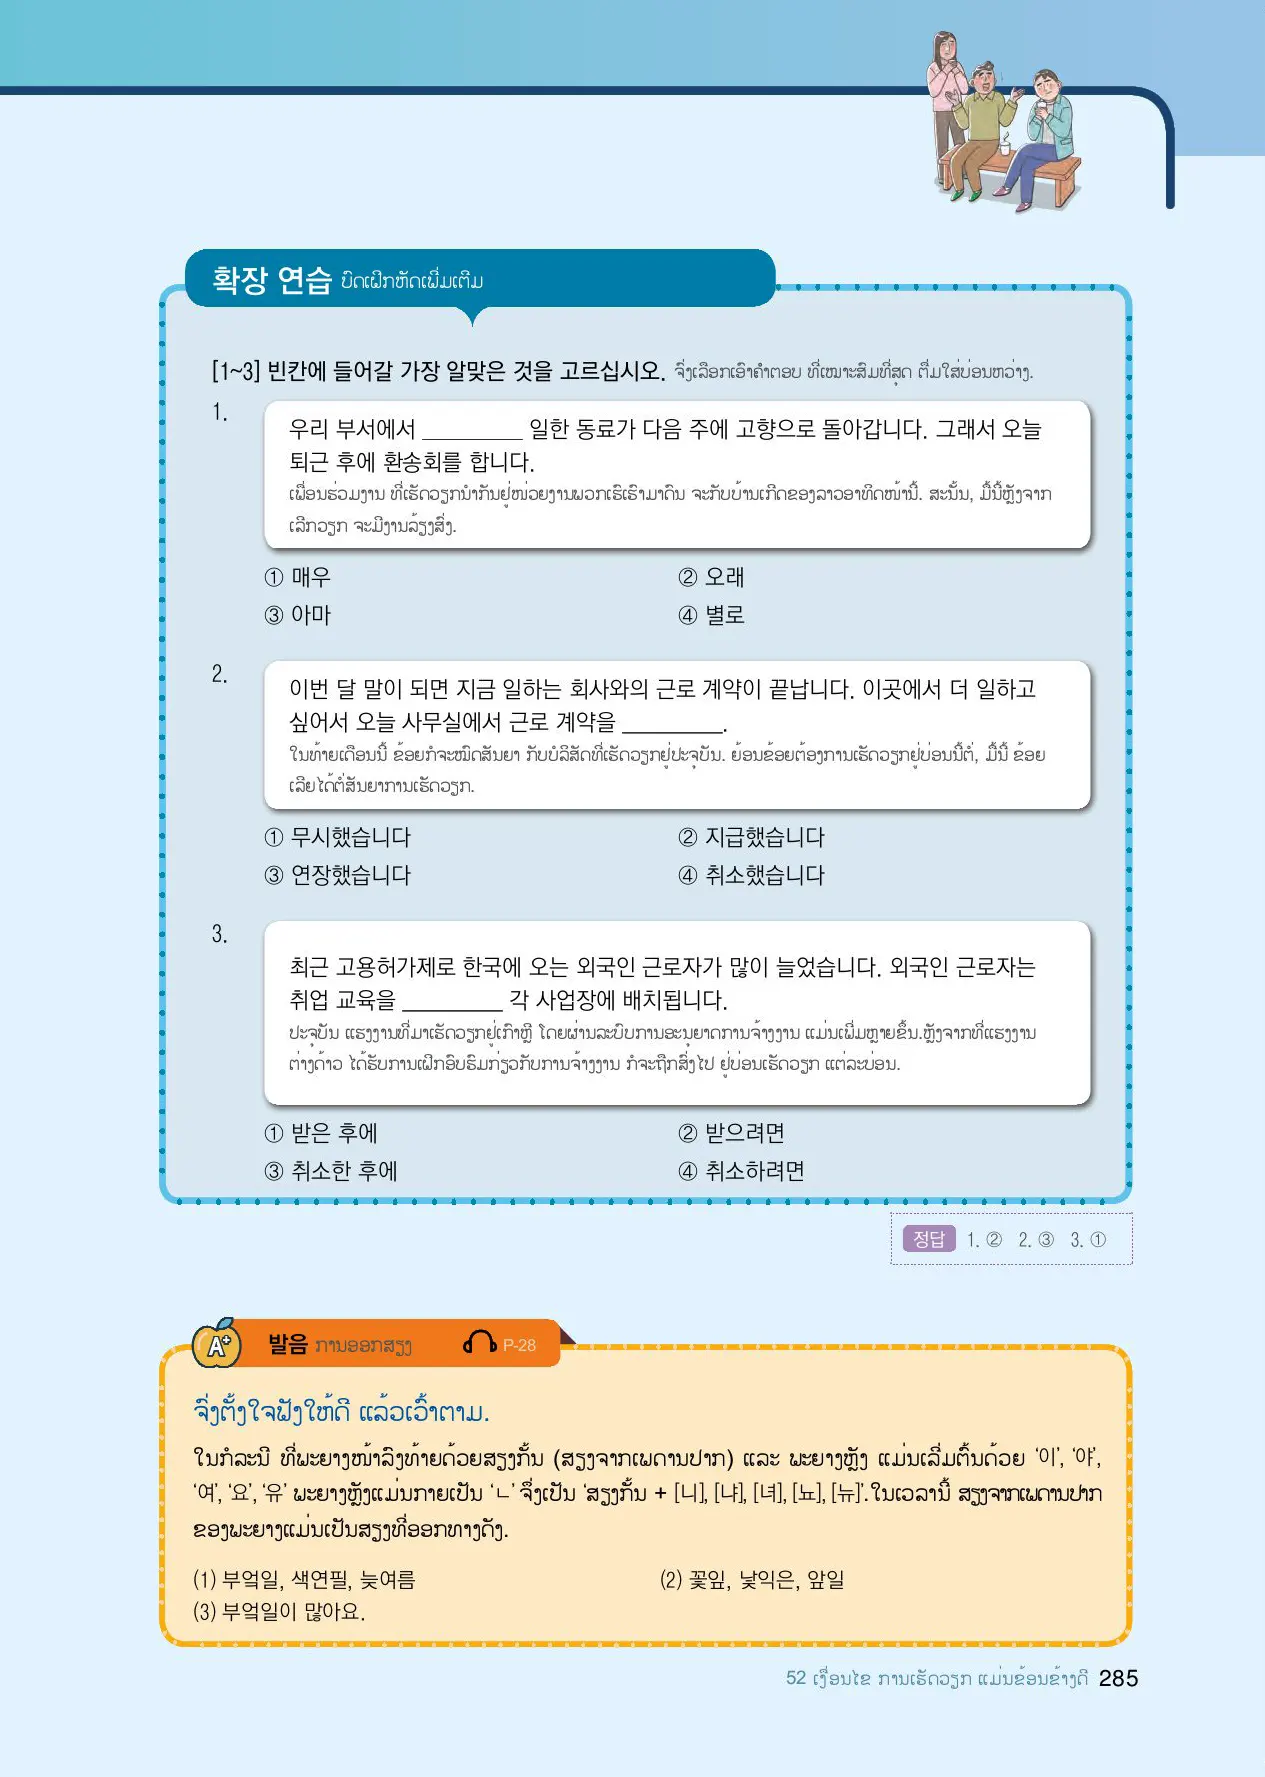 확장 연습 ບົດເຝິກຫັດເພີ່ມເຕີມ
[1~3] 빈칸에 들어갈 가장 알맞은 것을 고르십시오. ຈົ່ງເລືອກເອົາຄຳຕອບ ທີ່ເໝາະສົມທີ່ສຸດ ຕື່ມໃສ່ບ່ອນຫວ່າງ.
1.
우리 부서에서 _________ 일한 동료가 다음 주에 고향으로 돌아갑니다. 그래서 오늘
퇴근 후에 환송회를 합니다.
ເພື່ອນຮ່ວມງານ ທີ່ເຮັດວຽກນຳກັນຢູ່ໜ່ວຍງານພວກເຮົເຮົາມາດົນ ຈະກັບບ້ານເກີດຂອງລາວອາທິດໜ້ານີ້. ສະນັ້ນ, ມື້ນີ້ຫຼັງຈາກ
ເລີກວຽກ ຈະມີງານລ້ຽງສົ່ງ.
① 매우 ② 오래
③ 아마 ④ 별로
2.
이번 달 말이 되면 지금 일하는 회사와의 근로 계약이 끝납니다. 이곳에서 더 일하고
싶어서 오늘 사무실에서 근로 계약을 _________.
ໃນທ້າຍເດືອນນີ້ ຂ້ອຍກໍຈະໝົດສັນຍາ ກັບບໍລິສັດທີ່ເຮັດວຽກຢູ່ປະຈຸບັນ. ຍ້ອນຂ້ອຍຕ້ອງການເຮັດວຽກຢູ່ບ່ອນນີ້ຕໍ່, ມື້ນີ້ ຂ້ອຍ
ເລີຍໄດ້ຕໍ່ສັນຍາການເຮັດວຽກ.
① 무시했습니다 ② 지급했습니다
③ 연장했습니다 ④ 취소했습니다
3.
최근 고용허가제로 한국에 오는 외국인 근로자가 많이 늘었습니다. 외국인 근로자는
취업 교육을 _________ 각 사업장에 배치됩니다.
ປະຈຸບັນ ແຮງງານທີ່ມາເຮັດວຽກຢູ່ເກົາຫຼີ ໂດຍຜ່ານລະບົບການອະນຸຍາດການຈ້າງງານ ແມ່ນເພີ່ມຫຼາຍຂຶ້ນ.ຫຼັງຈາກທີ່ແຮງງານ
ຕ່າງດ້າວ ໄດ້ຮັບການເຝິກອົບຮົມກ່ຽວກັບການຈ້າງງານ ກໍຈະຖືກສົ່ງໄປ ຢູ່ບ່ອນເຮັດວຽກ ແຕ່ລະບ່ອນ.
① 받은 후에 ② 받으려면
③ 취소한 후에 ④ 취소하려면
정답 1. ② 2. ③ 3. ①
A+ 발음 ການອອກສຽງ P-28
ຈົ່ງຕັ້ງໃຈຟັງໃຫ້ດີ ແລ້ວເວົ້າຕາມ.
ໃນກໍລະນີ ທີ່ພະຍາງໜ້າລົງທ້າຍດ້ວຍສຽງກັ້ນ (ສຽງຈາກເພດານປາກ) ແລະ ພະຍາງຫຼັງ ແມ່ນເລີ່ມຕົ້ນດ້ວຍ ‘이’, ‘야’,
‘여’, ‘요’, ‘유’ ພະຍາງຫຼັງແມ່ນກາຍເປັນ ‘ㄴ’ ຈຶ່ງເປັນ ‘ສຽງກັ້ນ + [니], [냐], [녀], [뇨], [뉴]’.ໃນເວລານີ້ ສຽງຈາກເພດານປາກ
ຂອງພະຍາງແມ່ນເປັນສຽງທີ່ອອກທາງດັງ.
(1) 부엌일, 색연필, 늦여름 (2) 꽃잎, 낯익은, 앞일
(3) 부엌일이 많아요.
52 ເງື່ອນໄຂ ການເຮັດວຽກ ແມ່ນຂ້ອນຂ້າງດີ 285